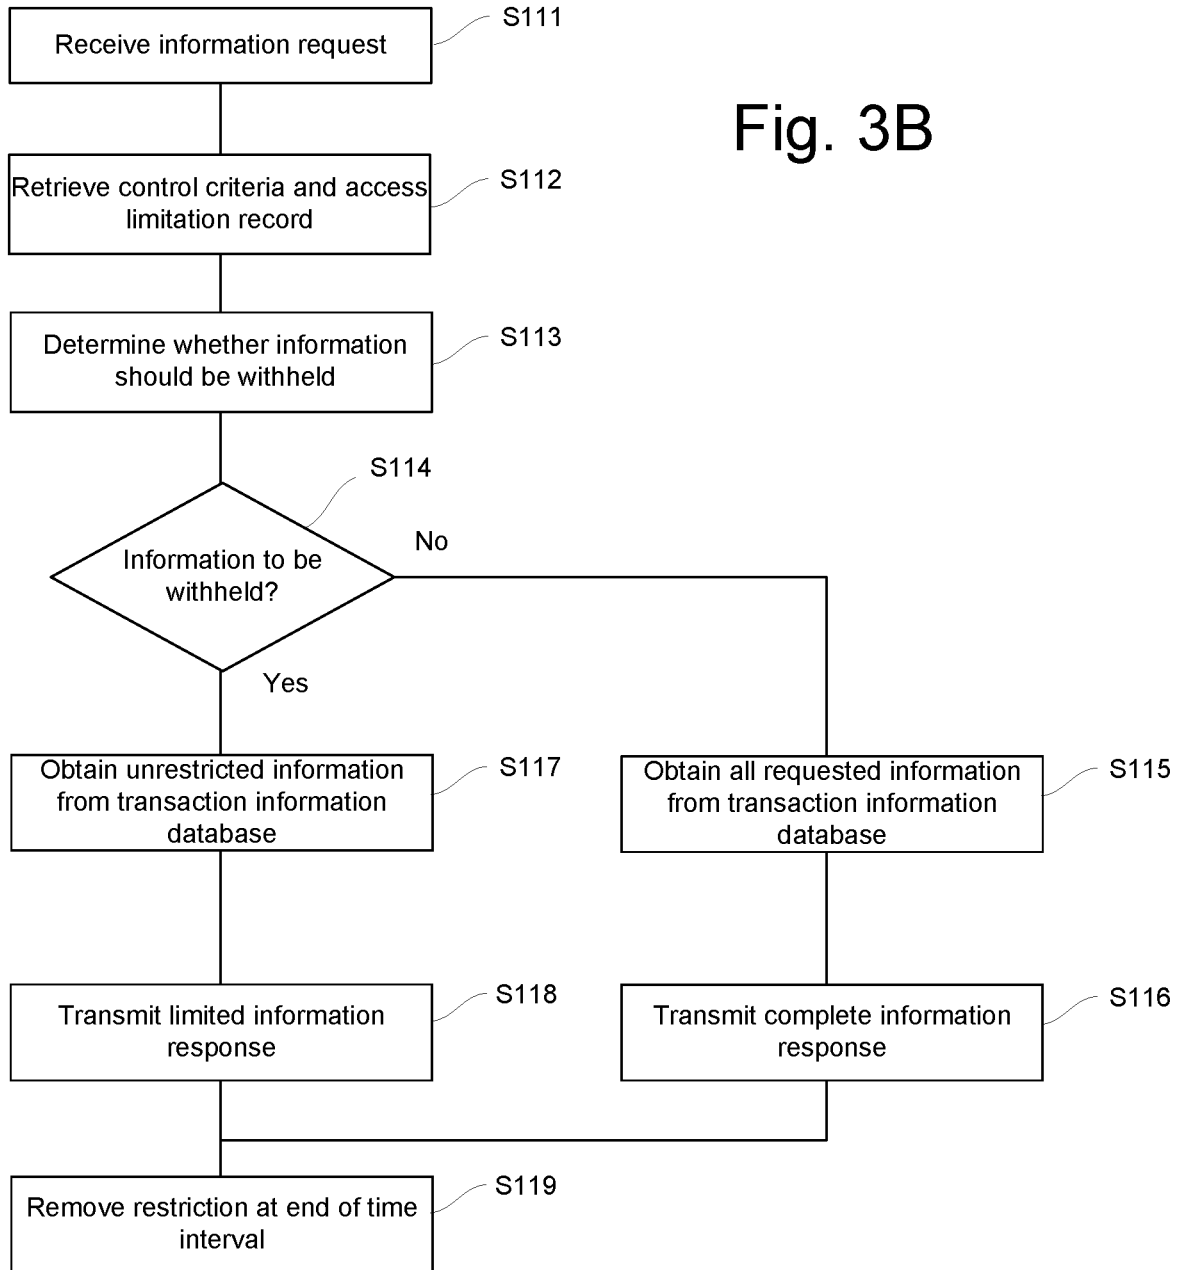 Receive information request
S111
Fig. 3B
Retrieve control criteria and access
limitation record
S112
Determine whether information
should be withheld
S113
S114
Information to be
withheld?
No
Yes
Obtain unrestricted information
from transaction information
database
S117
Obtain all requested information
from transaction information
database
S115
Transmit limited information
response
S118
Transmit complete information
response
S116
Remove restriction at end of time
interval
S119